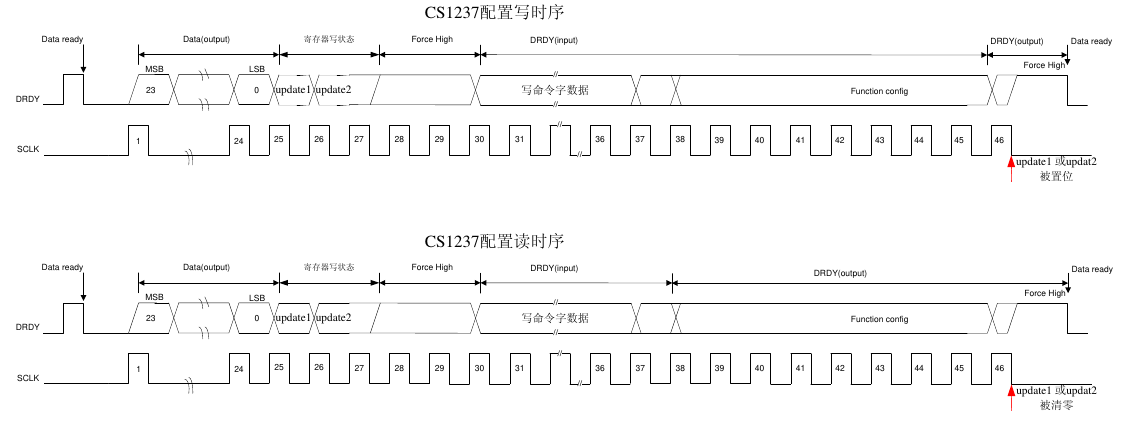 CS1237配置写时序
Data ready Data(output) 寄存器写状态 Force High DRDY(input) DRDY(output) Data ready
MSB LSB Force High
DRDY 23 0 update1 update2 写命令字数据 Function config
SCLK 1 24 25 26 27 28 29 30 31 36 37 38 39 40 41 42 43 44 45 46
update1 或updat2
被置位
CS1237配置读时序
Data ready Data(output) 寄存器写状态 Force High DRDY(input) DRDY(output) Data ready
MSB LSB Force High
DRDY 23 0 update1 update2 写命令字数据 Function config
SCLK 1 24 25 26 27 28 29 30 31 36 37 38 39 40 41 42 43 44 45 46
update1 或updat2
被清零